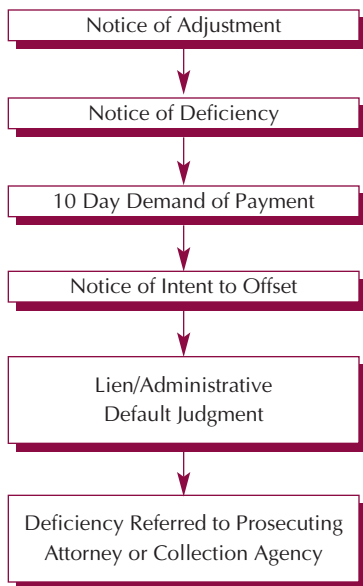 Notice of Adjustment
Notice of Deficiency
10 Day Demand of Payment
Notice of Intent to Offset
Lien/Administrative
Default Judgment
Deficiency Referred to Prosecuting
Attorney or Collection Agency